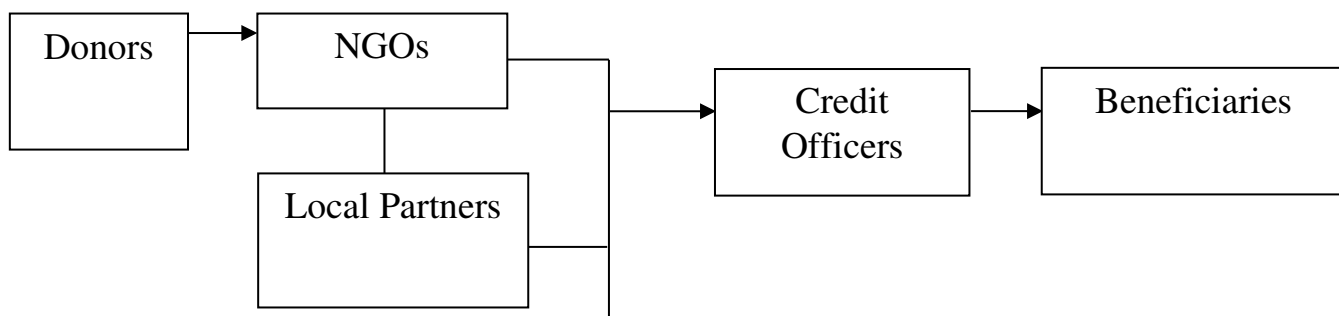 Donors
NGOs
Local Partners
Credit
Officers
Beneficiaries